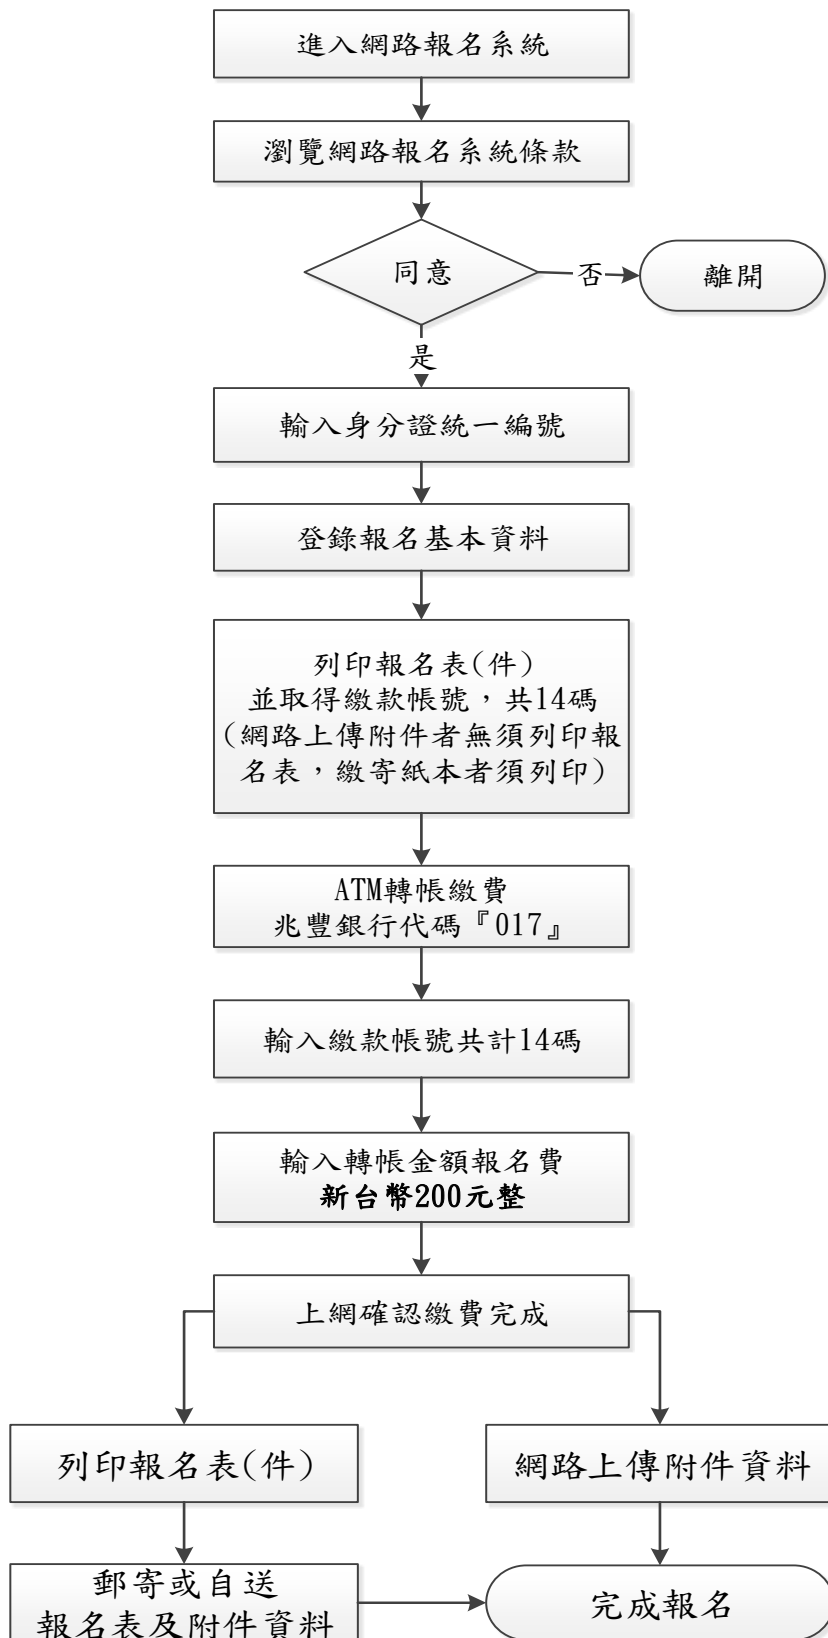 進入網路報名系統
瀏覽網路報名系統條款
同意
否
離開
是
輸入身分證統一編號
登錄報名基本資料
列印報名表(件)
並取得繳款帳號，共14碼
(網路上傳附件者無須列印報
名表，繳寄紙本者須列印)
ATM轉帳繳費
兆豐銀行代碼『017』
輸入繳款帳號共計14碼
輸入轉帳金額報名費
新台幣200元整
上網確認繳費完成
列印報名表(件)
網路上傳附件資料
郵寄或自送
報名表及附件資料
完成報名